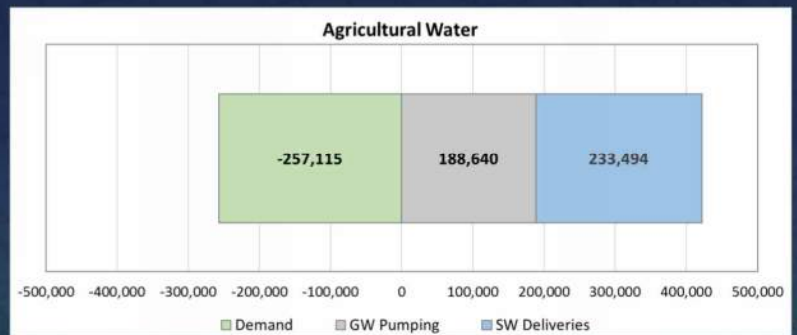 Agricultural Water
-257,115 188,640 233,494
-500,000 -400,000 -300,000 -200,000 -100,000 0 100,000 200,000 300,000 400,000 500,000
Demand GW Pumping SW Deliveries